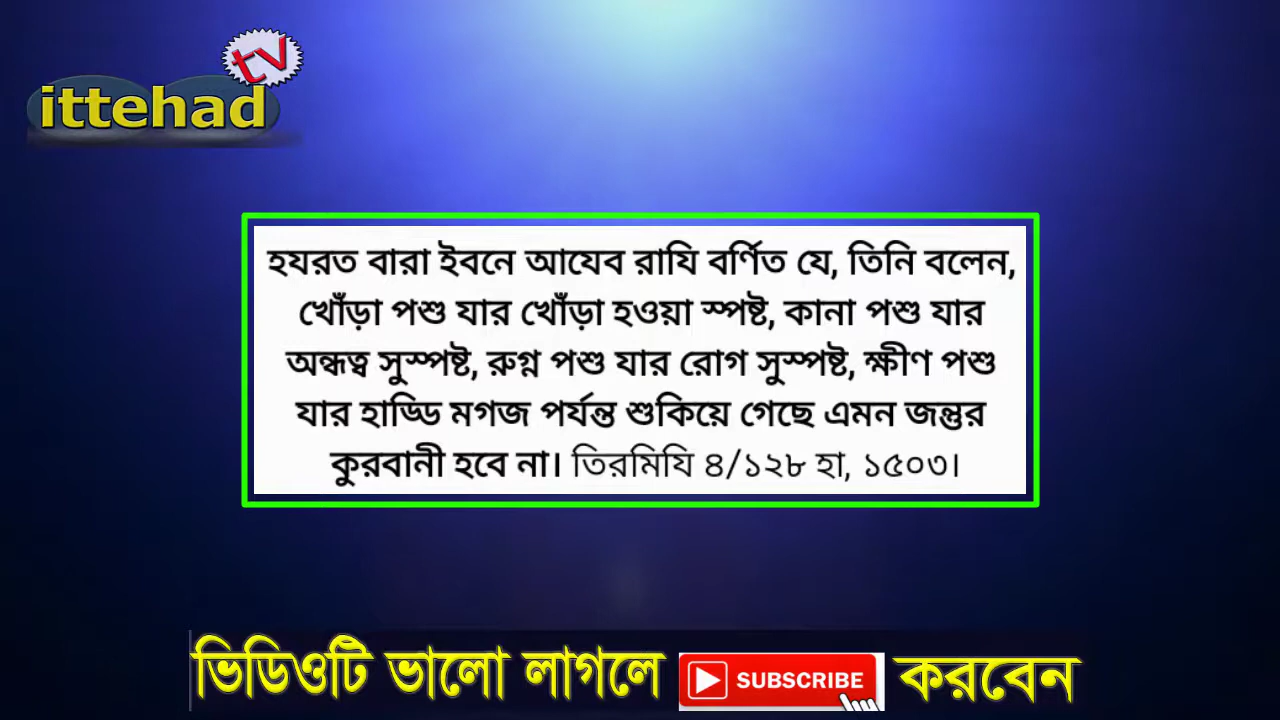 tv
ittehad
হযরত বারা ইবনে আযেব রাযি বর্ণিত যে, তিনি বলেন,
খোঁড়া পশু যার খোঁড়া হওয়া স্পষ্ট, কানা পশু যার
অন্ধত্ব সুস্পষ্ট, রুগ্ন পশু যার রোগ সুস্পষ্ট, ক্ষীণ পশু
যার হাড্ডি মগজ পর্যন্ত শুকিয়ে গেছে এমন জন্তুর
কুরবানী হবে না। তিরমিযি ৪/১২৮ হা, ১৫০৩।
ভিডিওটি ভালো লাগলে SUBSCRIBE করবেন